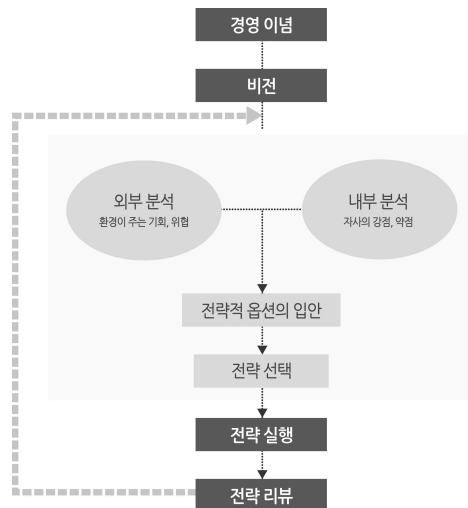 경영 이념
비전
외부 분석
환경이 주는 기회, 위협
내부 분석
자사의 강점, 약점
전략적 옵션의 입안
전략 선택
전략 실행
전략 리뷰